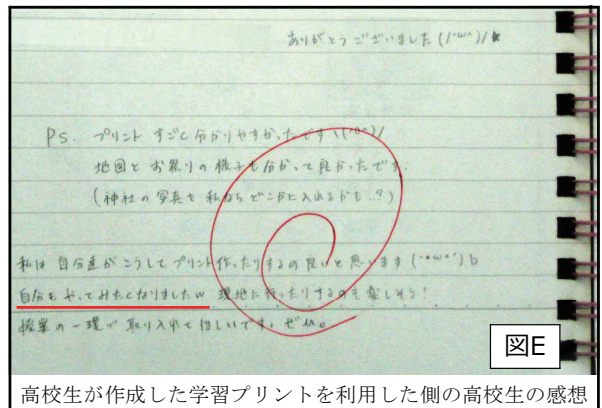 ありがとうございました(/^ω^)/★
PS. プリントすごく分かりやすかったです\(^o^)/
地図とお祭りの様子も分かって良かったです。
(神社の写真を私ならどこかに入れるかも..?)
私は自分達がこうしてプリント作ったりするの良いと思います(`・ω・´)b
自分もやってみたくなりましたw 現地に行ったりするのも楽しそう!
授業の一環で取り入れてほしいです。ぜひ。
図E
高校生が作成した学習プリントを利用した側の高校生の感想